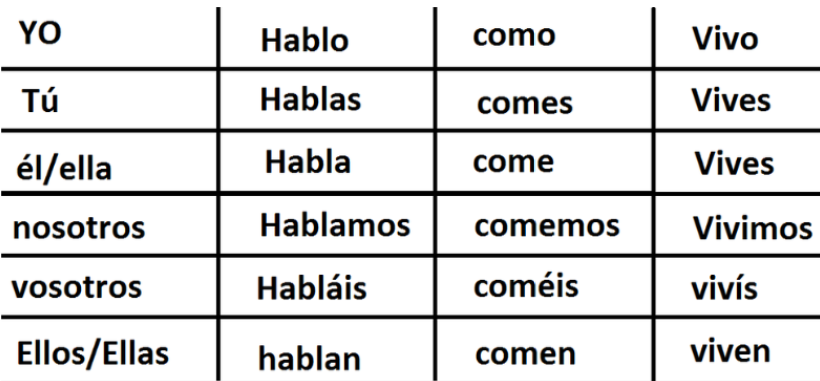 YO Hablo como Vivo
Tú Hablas comes Vives
él/ella Habla come Vives
nosotros Hablamos comemos Vivimos
vosotros Habláis coméis vivís
Ellos/Ellas hablan comen viven